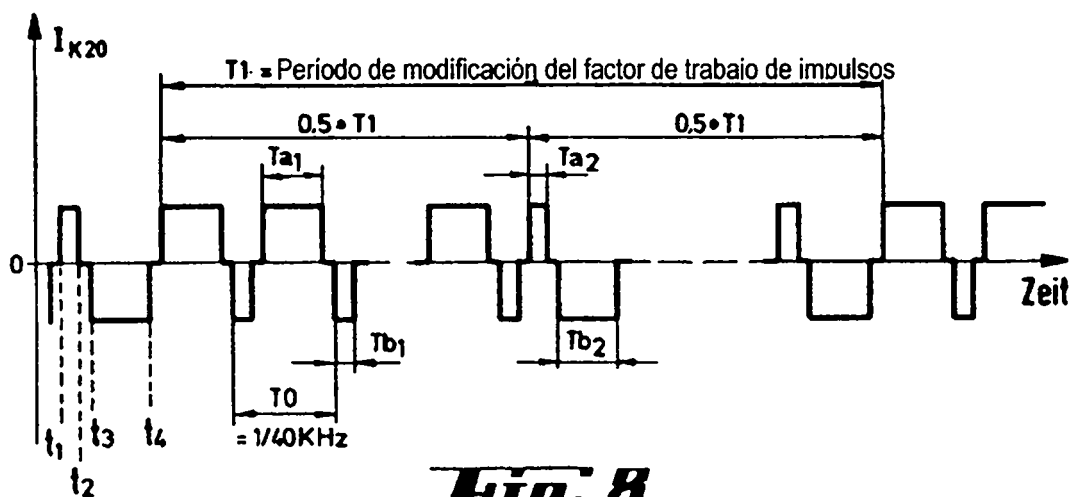 I K20
T1 = Período de modificación del factor de trabajo de impulsos
0.5 • T1
0.5 • T1
Ta1
Ta2
0
Zeit
Tb1
Tb2
T0
= 1/40KHz
t1
t2
t3
t4
Fig. 8